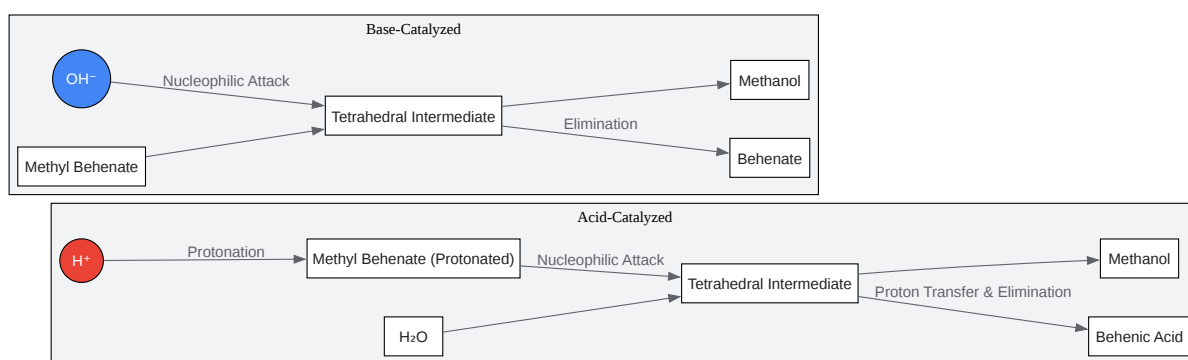 Base-Catalyzed
OH⁻
Nucleophilic Attack
Methanol
Tetrahedral Intermediate
Elimination
Methyl Behenate
Behenate
Acid-Catalyzed
H⁺
Protonation
Methyl Behenate (Protonated)
Nucleophilic Attack
Methanol
Tetrahedral Intermediate
Proton Transfer & Elimination
H₂O
Behenic Acid